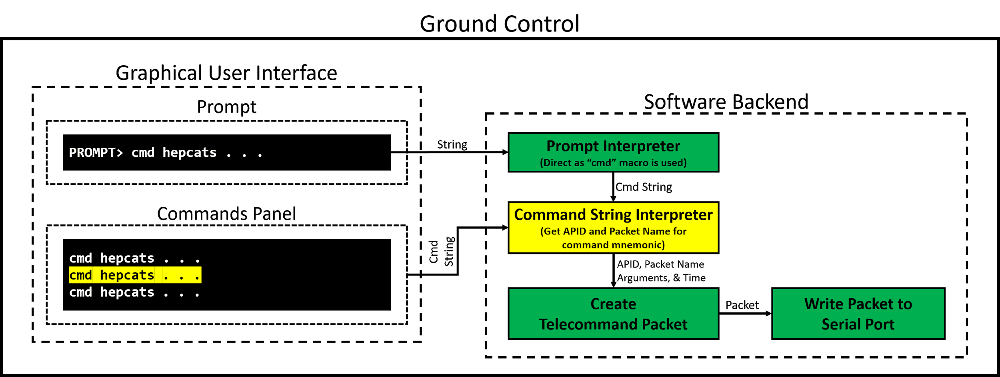 Ground Control
Graphical User Interface
Prompt
PROMPT> cmd hepcats . . .
Commands Panel
cmd hepcats . . .
cmd hepcats . . .
cmd hepcats . . .
String
Cmd
String
Software Backend
Prompt Interpreter
(Direct as “cmd” macro is used)
Cmd String
Command String Interpreter
(Get APID and Packet Name for
command mnemonic)
APID, Packet Name
Arguments, & Time
Create
Telecommand Packet
Packet
Write Packet to
Serial Port